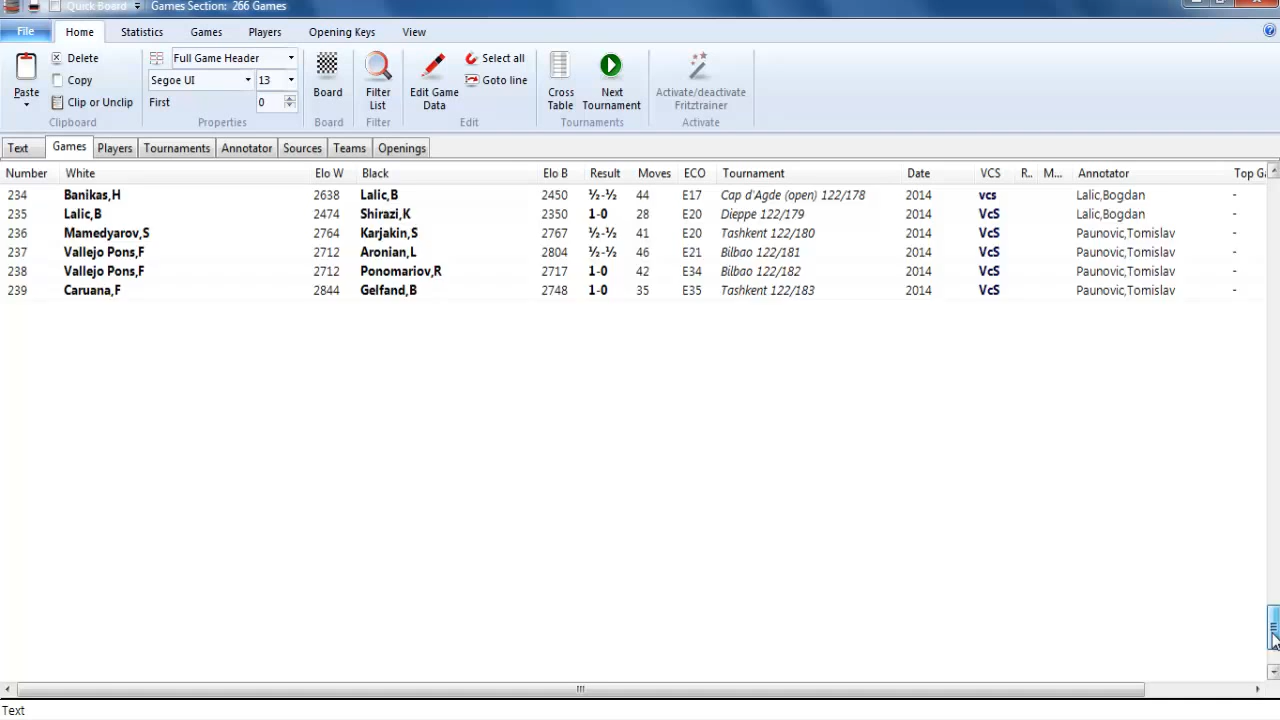 Quick Board Games Section: 266 Games
File Home Statistics Games Players Opening Keys View
Paste Delete Copy Clip or Unclip Clipboard
Full Game Header
Segoe UI 13
First 0
Properties
Board Board
Filter List Filter
Edit Game Data Select all Goto line Edit
Cross Table Next Tournament Tournaments
Activate/deactivate Fritztrainer Activate
Text Games Players Tournaments Annotator Sources Teams Openings
Number White Elo W Black Elo B Result Moves ECO Tournament Date VCS R.. M... Annotator Top Ga
234 Banikas,H 2638 Lalic,B 2450 ½-½ 44 E17 Cap d'Agde (open) 122/178 2014 vcs Lalic,Bogdan -
235 Lalic,B 2474 Shirazi,K 2350 1-0 28 E20 Dieppe 122/179 2014 VcS Lalic,Bogdan -
236 Mamedyarov,S 2764 Karjakin,S 2767 ½-½ 41 E20 Tashkent 122/180 2014 VcS Paunovic,Tomislav -
237 Vallejo Pons,F 2712 Aronian,L 2804 ½-½ 46 E21 Bilbao 122/181 2014 VcS Paunovic,Tomislav -
238 Vallejo Pons,F 2712 Ponomariov,R 2717 1-0 42 E34 Bilbao 122/182 2014 VcS Paunovic,Tomislav -
239 Caruana,F 2844 Gelfand,B 2748 1-0 35 E35 Tashkent 122/183 2014 VcS Paunovic,Tomislav -
Text